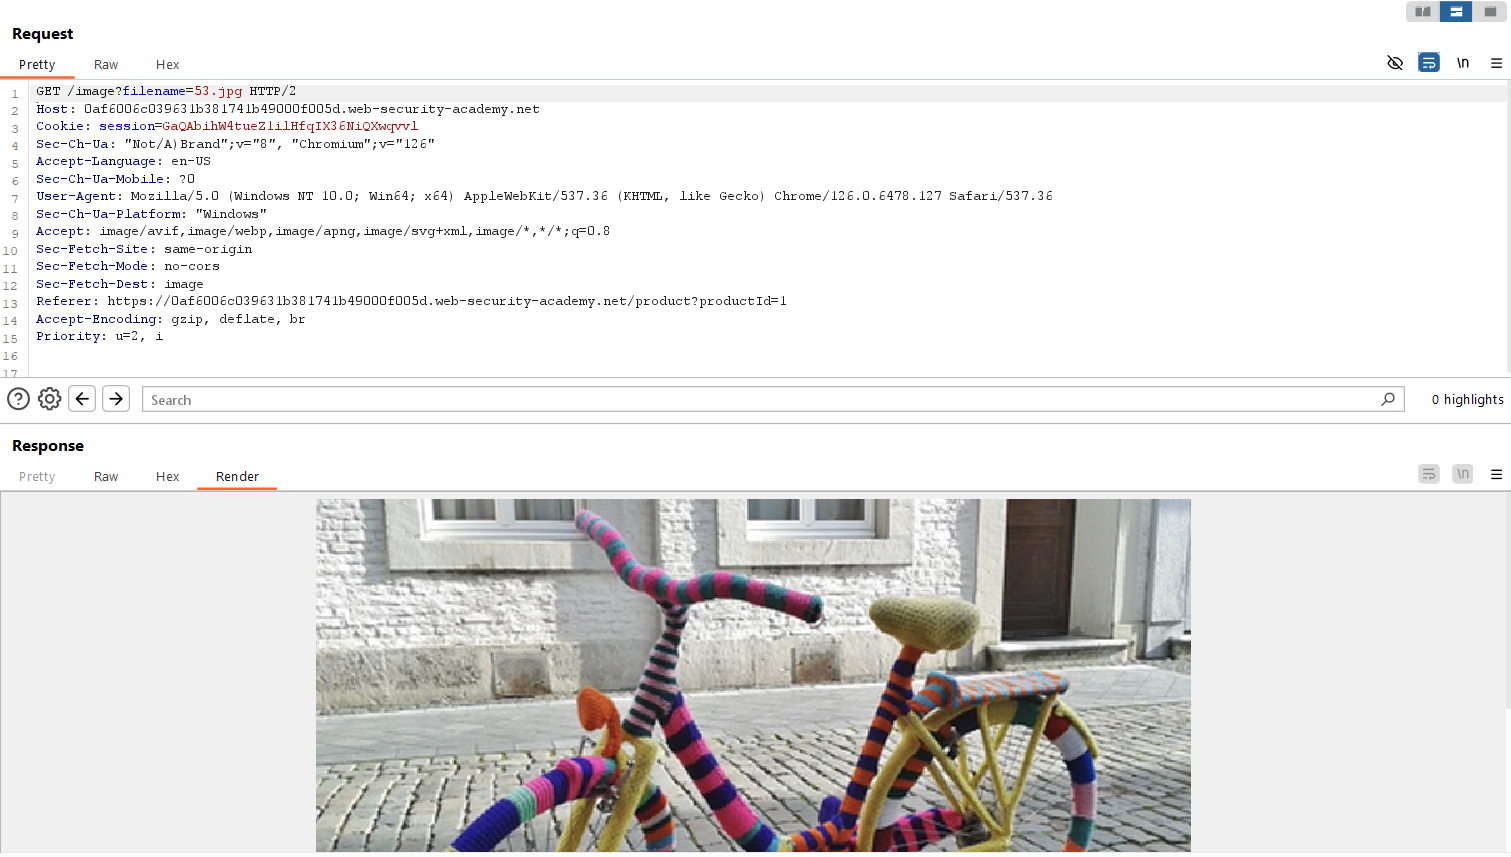 Request
Pretty Raw Hex
\n
1 GET /image?filename=53.jpg HTTP/2
2 Host: 0af6006c039631b381741b49000f005d.web-security-academy.net
3 Cookie: session=GaQAbihW4tueZlilHfqIX36NiQXwqvvl
4 Sec-Ch-Ua: "Not/A)Brand";v="8", "Chromium";v="126"
5 Accept-Language: en-US
6 Sec-Ch-Ua-Mobile: ?0
7 User-Agent: Mozilla/5.0 (Windows NT 10.0; Win64; x64) AppleWebKit/537.36 (KHTML, like Gecko) Chrome/126.0.6478.127 Safari/537.36
8 Sec-Ch-Ua-Platform: "Windows"
9 Accept: image/avif,image/webp,image/apng,image/svg+xml,image/*,*/*;q=0.8
10 Sec-Fetch-Site: same-origin
11 Sec-Fetch-Mode: no-cors
12 Sec-Fetch-Dest: image
13 Referer: https://0af6006c039631b381741b49000f005d.web-security-academy.net/product?productId=1
14 Accept-Encoding: gzip, deflate, br
15 Priority: u=2, i
16
17
Search
0 highlights
Response
Pretty Raw Hex Render
\n